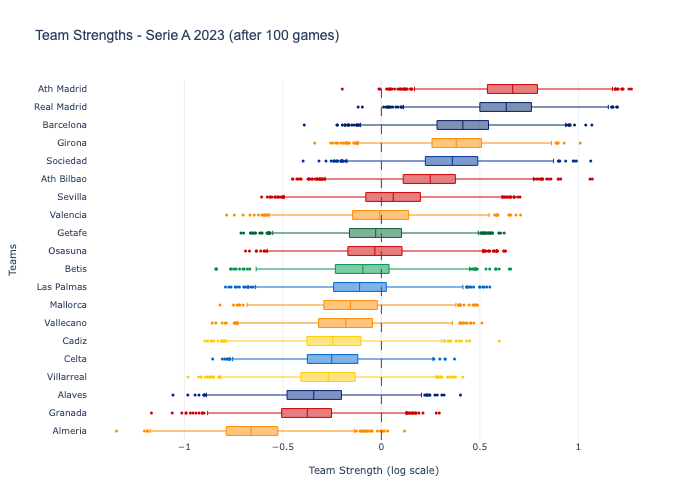 Team Strengths - Serie A 2023 (after 100 games)
Ath Madrid
Real Madrid
Barcelona
Girona
Sociedad
Ath Bilbao
Sevilla
Valencia
Getafe
Osasuna
Betis
Las Palmas
Mallorca
Vallecano
Cadiz
Celta
Villarreal
Alaves
Granada
Almeria
Teams
−1 −0.5 0 0.5 1
Team Strength (log scale)